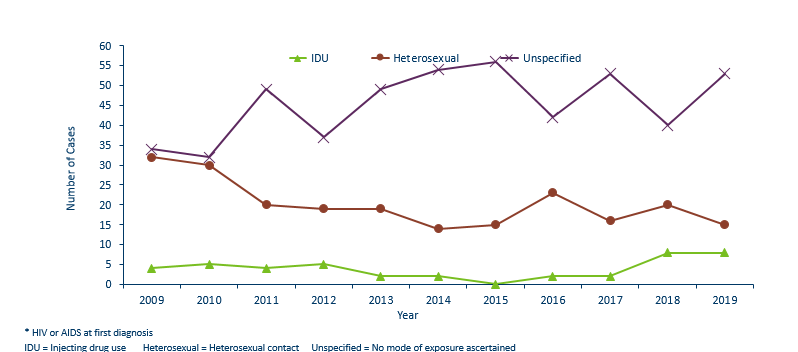 60
IDU Heterosexual Unspecified
55
50
45
40
35
30
25
20
15
10
5
0
Number of Cases
2009 2010 2011 2012 2013 2014 2015 2016 2017 2018 2019
Year
* HIV or AIDS at first diagnosis
IDU = Injecting drug use Heterosexual = Heterosexual contact Unspecified = No mode of exposure ascertained